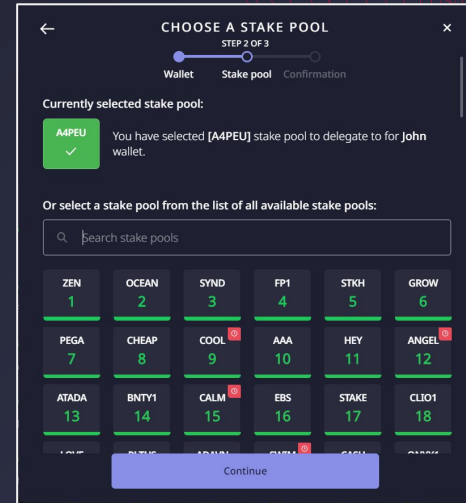 CHOOSE A STAKE POOL
STEP 2 OF 3
Wallet Stake pool Confirmation
Currently selected stake pool:
A4PEU
You have selected [A4PEU] stake pool to delegate to for John
wallet.
Or select a stake pool from the list of all available stake pools:
Search stake pools
ZEN OCEAN SYND FP1 STKH GROW
1 2 3 4 5 6
PEGA CHEAP COOL AAA HEY ANGEL
7 8 9 10 11 12
ATADA BNTY1 CALM EBS STAKE CLIO1
13 14 15 16 17 18
Continue